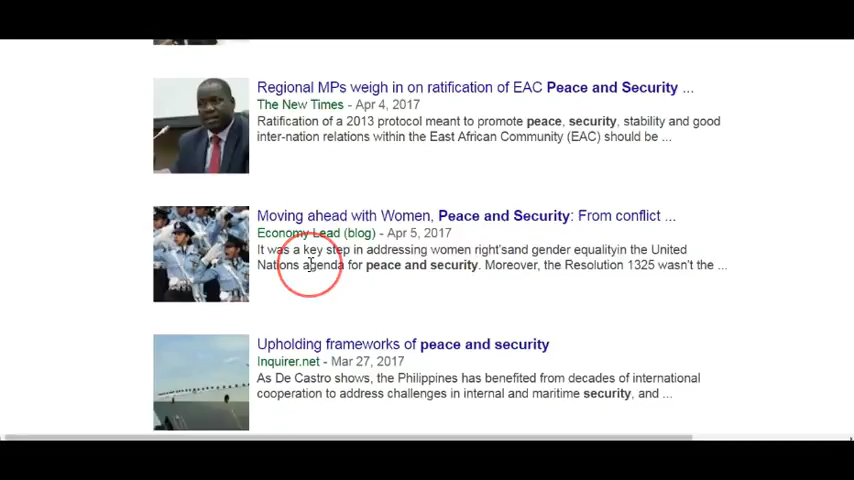 Regional MPs weigh in on ratification of EAC Peace and Security ...
The New Times - Apr 4, 2017
Ratification of a 2013 protocol meant to promote peace, security, stability and good
inter-nation relations within the East African Community (EAC) should be ...
Moving ahead with Women, Peace and Security: From conflict ...
Economy Lead (blog) - Apr 5, 2017
It was a key step in addressing women right'sand gender equalityin the United
Nations agenda for peace and security. Moreover, the Resolution 1325 wasn't the ...
Upholding frameworks of peace and security
Inquirer.net - Mar 27, 2017
As De Castro shows, the Philippines has benefited from decades of international
cooperation to address challenges in internal and maritime security, and ...